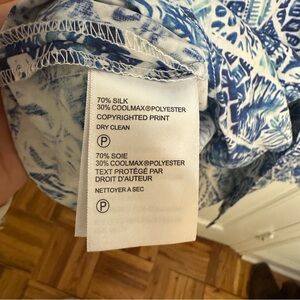 70% SILK
30% COOLMAX®POLYESTER
COPYRIGHTED PRINT
DRY CLEAN
P
70% SOIE
30% COOLMAX®POLYESTER
TEXT PROTÉGÉ PAR
DROIT D'AUTEUR
NETTOYER A SEC
P